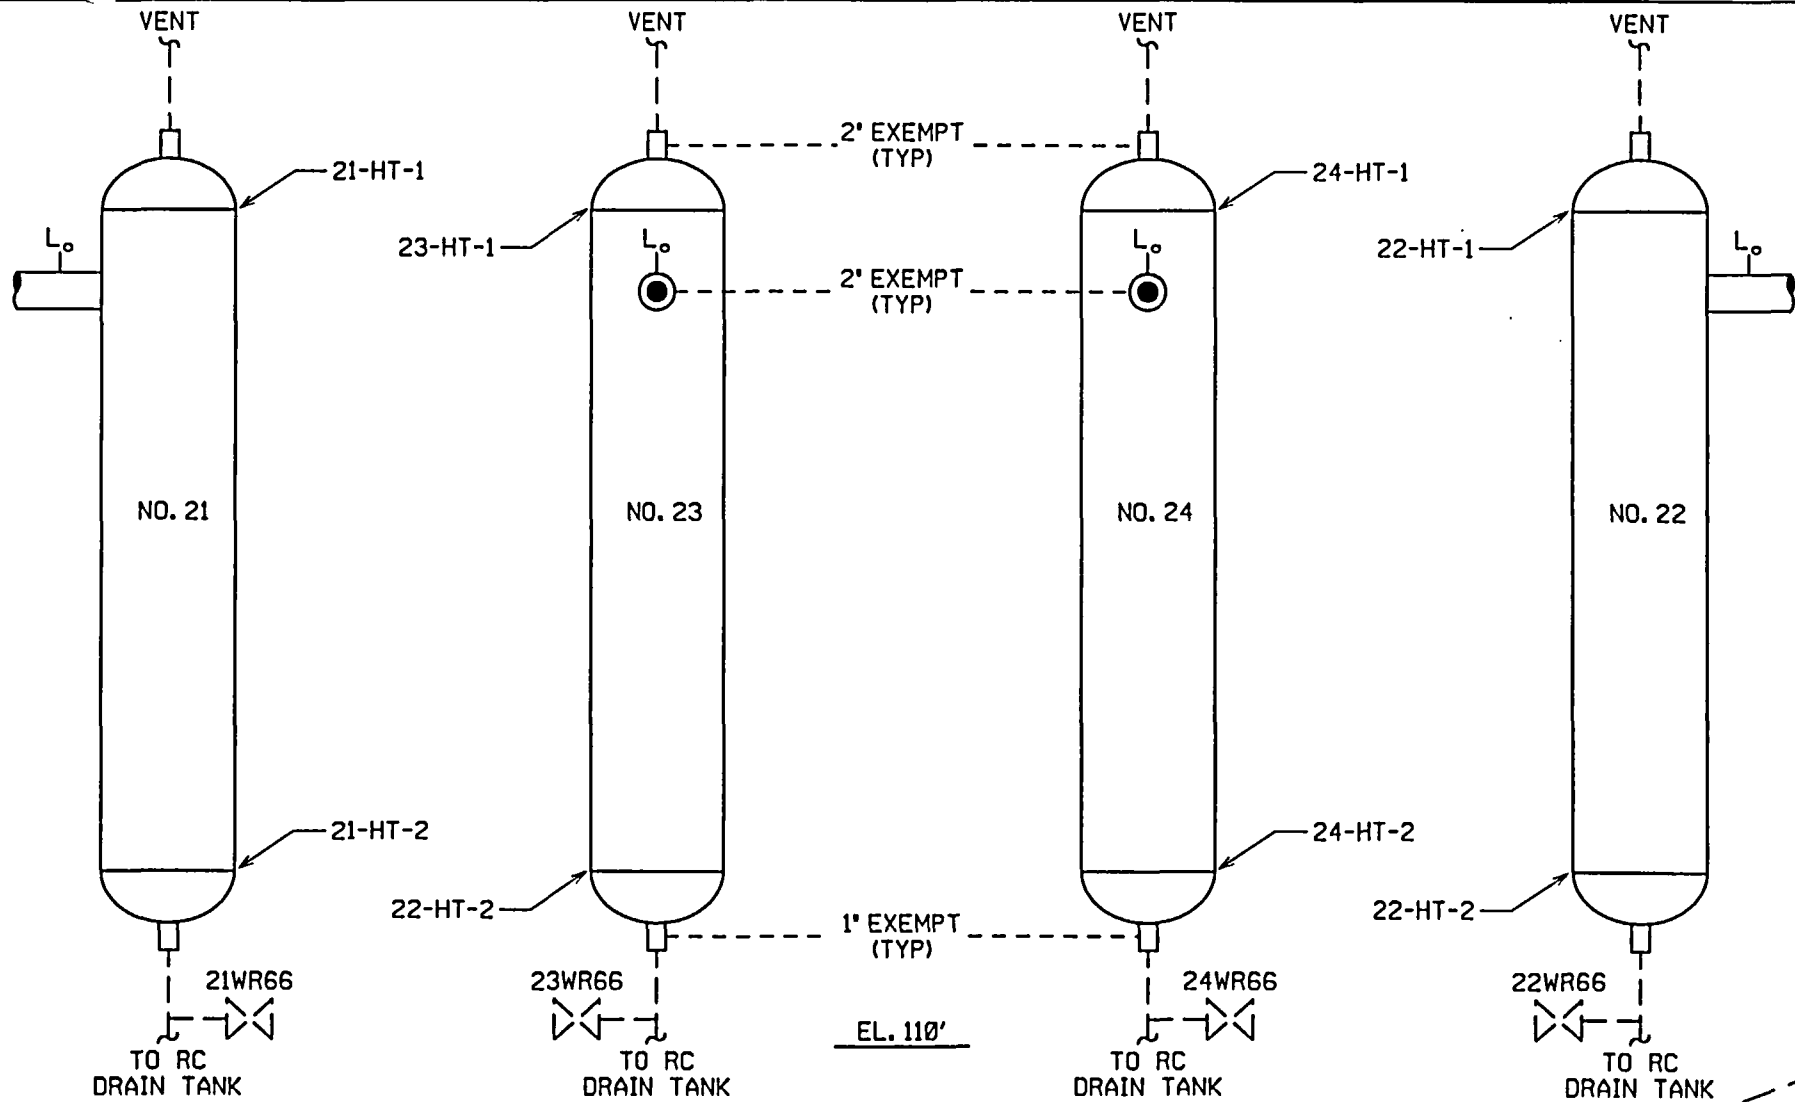 VENT
VENT
VENT
VENT
2" EXEMPT
(TYP)
21-HT-1
24-HT-1
23-HT-1
22-HT-1
Lo
Lo
Lo
Lo
2" EXEMPT
(TYP)
NO. 21
NO. 23
NO. 24
NO. 22
21-HT-2
24-HT-2
22-HT-2
22-HT-2
1" EXEMPT
(TYP)
21WR66
23WR66
24WR66
22WR66
EL. 110'
TO RC
DRAIN TANK
TO RC
DRAIN TANK
TO RC
DRAIN TANK
TO RC
DRAIN TANK